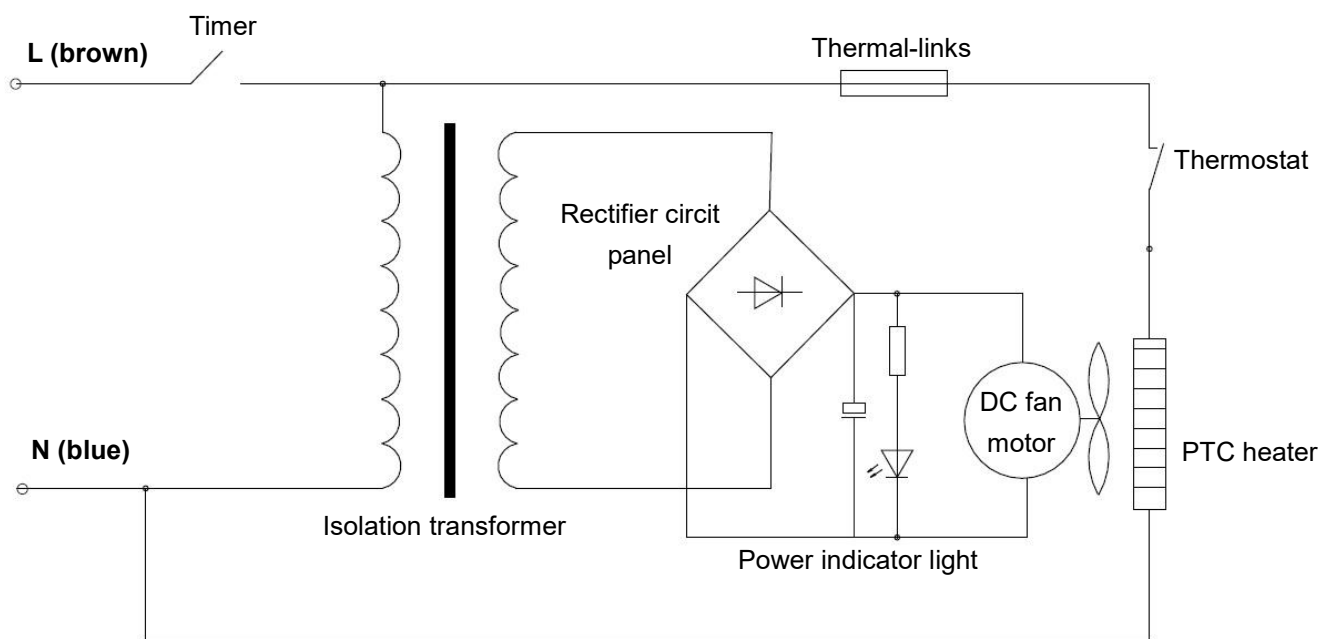 Timer
L (brown)
Thermal-links
Thermostat
Rectifier circit
panel
DC fan
motor
N (blue)
PTC heater
Isolation transformer
Power indicator light